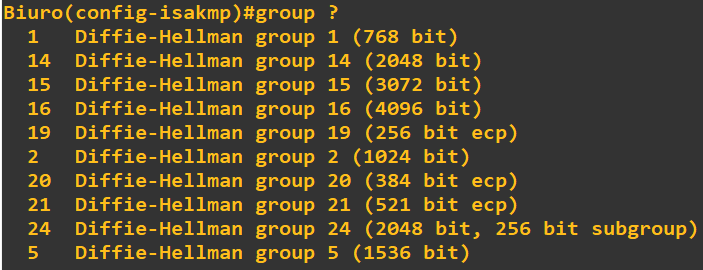 Biuro(config-isakmp)#group ?
1 Diffie-Hellman group 1 (768 bit)
14 Diffie-Hellman group 14 (2048 bit)
15 Diffie-Hellman group 15 (3072 bit)
16 Diffie-Hellman group 16 (4096 bit)
19 Diffie-Hellman group 19 (256 bit ecp)
2 Diffie-Hellman group 2 (1024 bit)
20 Diffie-Hellman group 20 (384 bit ecp)
21 Diffie-Hellman group 21 (521 bit ecp)
24 Diffie-Hellman group 24 (2048 bit, 256 bit subgroup)
5 Diffie-Hellman group 5 (1536 bit)